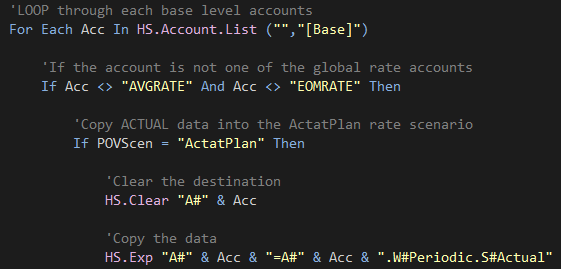 'LOOP through each base level accounts
For Each Acc In HS.Account.List ("","[Base]")
'If the account is not one of the global rate accounts
If Acc <> "AVGRATE" And Acc <> "EOMRATE" Then
'Copy ACTUAL data into the ActatPlan rate scenario
If POVScen = "ActatPlan" Then
'Clear the destination
HS.Clear "A#" & Acc
'Copy the data
HS.Exp "A#" & Acc & "=A#" & Acc & ".W#Periodic.S#Actual"